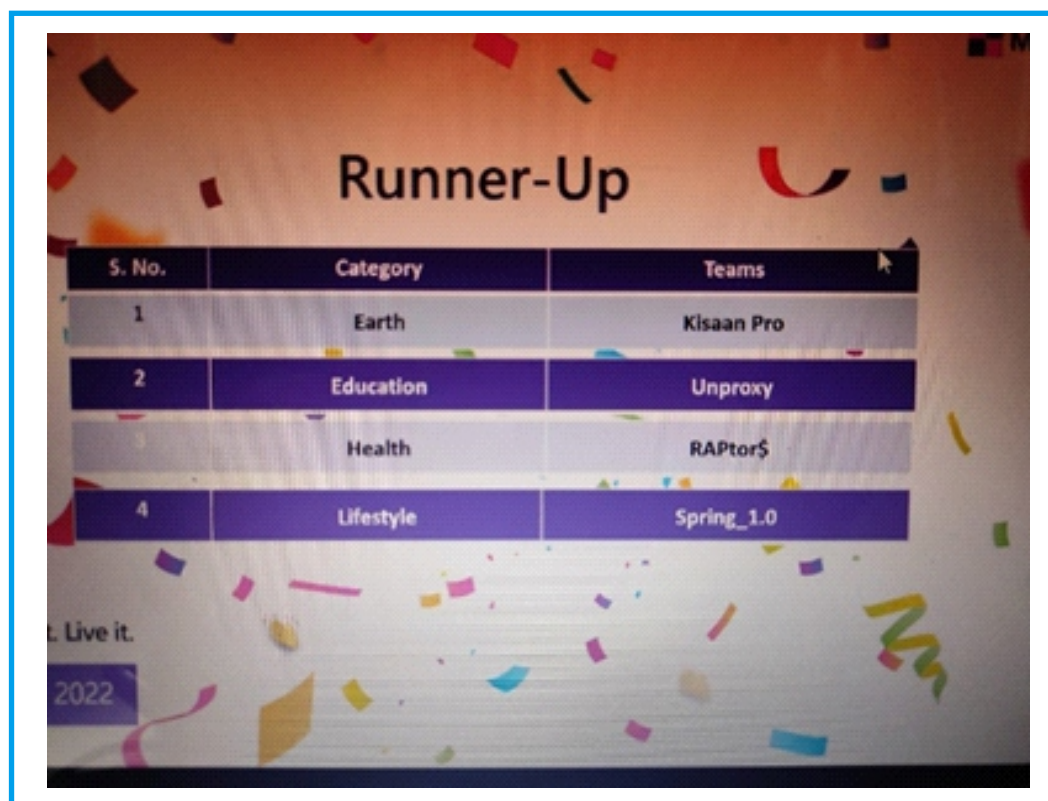 M
Runner-Up
S. No. Category Teams
1 Earth Kisaan Pro
2 Education Unproxy
3 Health RAPtor$
4 Lifestyle Spring_1.0
t. Live it.
2022